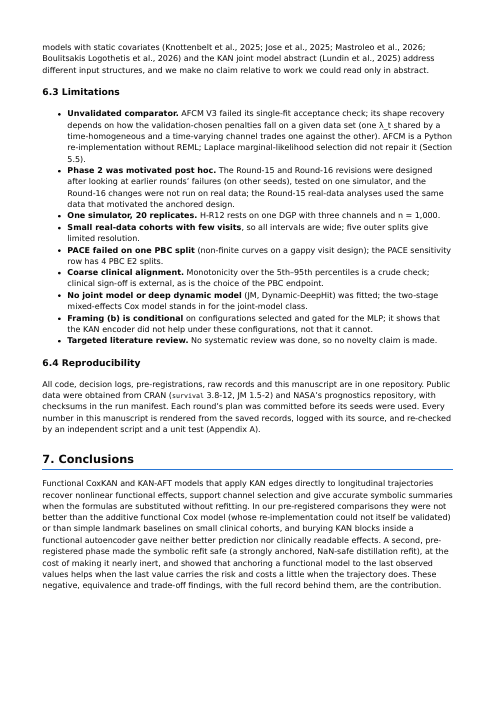 models with static covariates (Knottenbelt et al., 2025; Jose et al., 2025; Mastroleo et al., 2026;
Boulitsakis Logothetis et al., 2026) and the KAN joint model abstract (Lundin et al., 2025) address
different input structures, and we make no claim relative to work we could read only in abstract.
6.3 Limitations
• Unvalidated comparator. AFCM V3 failed its single-fit acceptance check; its shape recovery
depends on how the validation-chosen penalties fall on a given data set (one λ_t shared by a
time-homogeneous and a time-varying channel trades one against the other). AFCM is a Python
re-implementation without REML; Laplace marginal-likelihood selection did not repair it (Section
5.5).
• Phase 2 was motivated post hoc. The Round-15 and Round-16 revisions were designed
after looking at earlier rounds' failures (on other seeds), tested on one simulator, and the
Round-16 changes were not run on real data; the Round-15 real-data analyses used the same
data that motivated the anchored design.
• One simulator, 20 replicates. H-R12 rests on one DGP with three channels and n = 1,000.
• Small real-data cohorts with few visits, so all intervals are wide; five outer splits give
limited resolution.
• PACE failed on one PBC split (non-finite curves on a gappy visit design); the PACE sensitivity
row has 4 PBC E2 splits.
• Coarse clinical alignment. Monotonicity over the 5th–95th percentiles is a crude check;
clinical sign-off is external, as is the choice of the PBC endpoint.
• No joint model or deep dynamic model (JM, Dynamic-DeepHit) was fitted; the two-stage
mixed-effects Cox model stands in for the joint-model class.
• Framing (b) is conditional on configurations selected and gated for the MLP; it shows that
the KAN encoder did not help under these configurations, not that it cannot.
• Targeted literature review. No systematic review was done, so no novelty claim is made.
6.4 Reproducibility
All code, decision logs, pre-registrations, raw records and this manuscript are in one repository. Public
data were obtained from CRAN (survival 3.8-12, JM 1.5-2) and NASA's prognostics repository, with
checksums in the run manifest. Each round's plan was committed before its seeds were used. Every
number in this manuscript is rendered from the saved records, logged with its source, and re-checked
by an independent script and a unit test (Appendix A).
7. Conclusions
Functional CoxKAN and KAN-AFT models that apply KAN edges directly to longitudinal trajectories
recover nonlinear functional effects, support channel selection and give accurate symbolic summaries
when the formulas are substituted without refitting. In our pre-registered comparisons they were not
better than the additive functional Cox model (whose re-implementation could not itself be validated)
or than simple landmark baselines on small clinical cohorts, and burying KAN blocks inside a
functional autoencoder gave neither better prediction nor clinically readable effects. A second, pre-
registered phase made the symbolic refit safe (a strongly anchored, NaN-safe distillation refit), at the
cost of making it nearly inert, and showed that anchoring a functional model to the last observed
values helps when the last value carries the risk and costs a little when the trajectory does. These
negative, equivalence and trade-off findings, with the full record behind them, are the contribution.